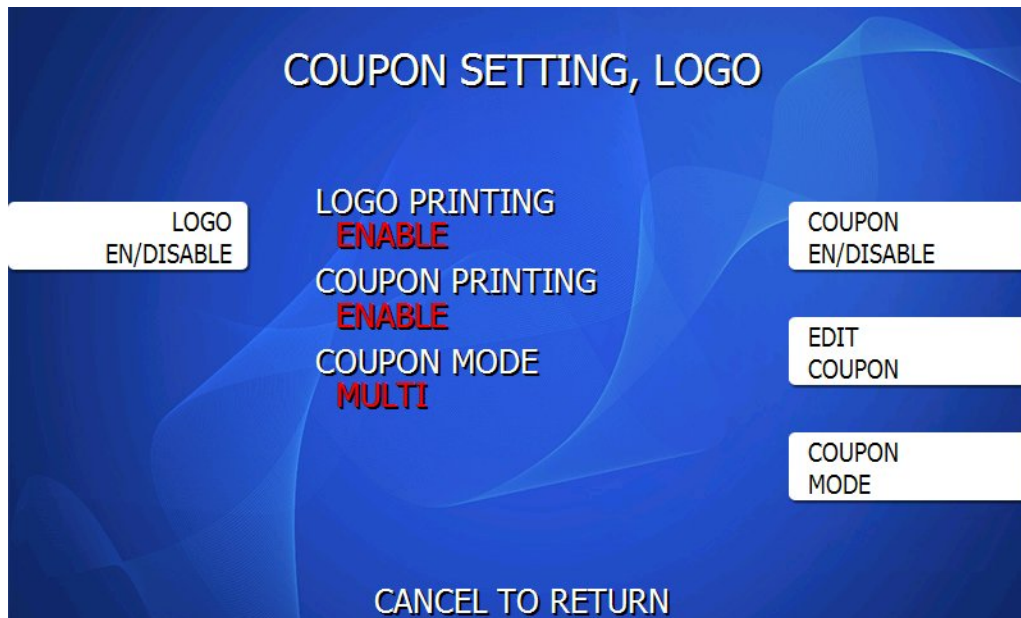 COUPON SETTING, LOGO
LOGO
EN/DISABLE
LOGO PRINTING
ENABLE
COUPON PRINTING
ENABLE
COUPON MODE
MULTI
COUPON
EN/DISABLE
EDIT
COUPON
COUPON
MODE
CANCEL TO RETURN